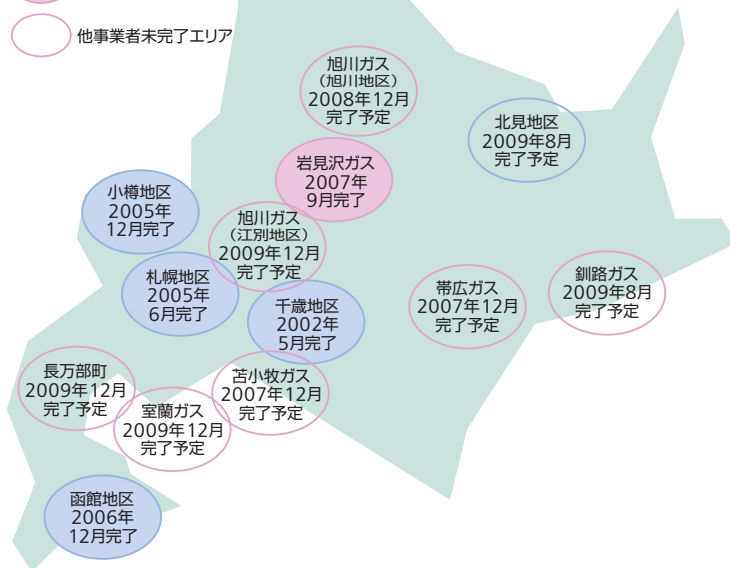 他事業者未完了エリア
旭川ガス
（旭川地区）
2008年12月
完了予定
北見地区
2009年8月
完了予定
岩見沢ガス
2007年
9月完了
小樽地区
2005年
12月完了
旭川ガス
（江別地区）
2009年12月
完了予定
札幌地区
2005年
6月完了
千歳地区
2002年
5月完了
帯広ガス
2007年12月
完了予定
釧路ガス
2009年8月
完了予定
長万部町
2009年12月
完了予定
室蘭ガス
2009年12月
完了予定
苫小牧ガス
2007年12月
完了予定
函館地区
2006年
12月完了